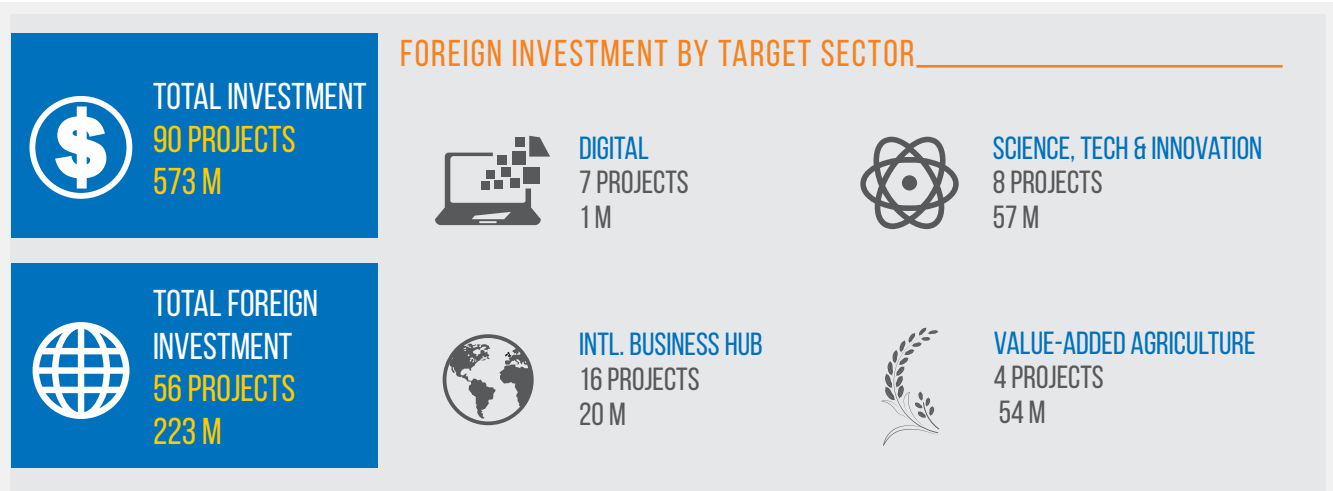 TOTAL INVESTMENT
90 PROJECTS
573 M
TOTAL FOREIGN
INVESTMENT
56 PROJECTS
223 M
FOREIGN INVESTMENT BY TARGET SECTOR
DIGITAL
7 PROJECTS
1 M
SCIENCE, TECH & INNOVATION
8 PROJECTS
57 M
INTL. BUSINESS HUB
16 PROJECTS
20 M
VALUE-ADDED AGRICULTURE
4 PROJECTS
54 M